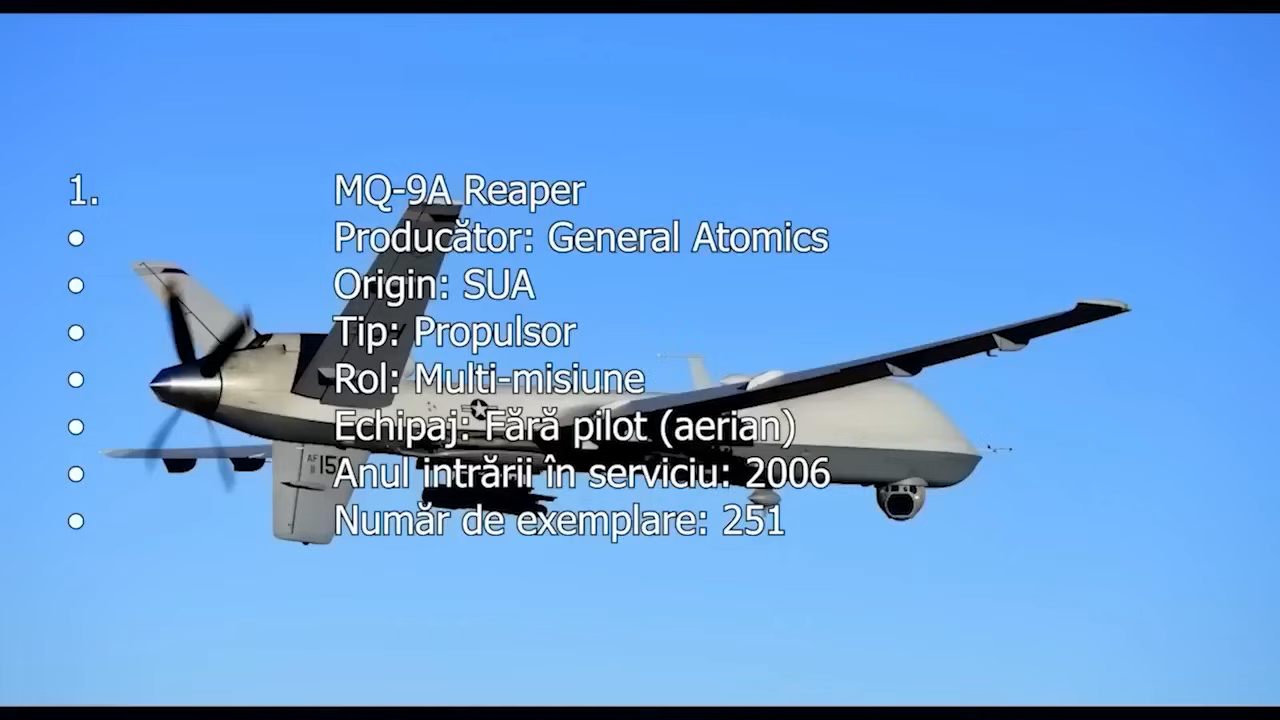 1. MQ-9A Reaper
• Producător: General Atomics
• Origin: SUA
• Tip: Propulsor
• Rol: Multi-misiune
• Echipaj: Fără pilot (aerian)
• Anul intrării în serviciu: 2006
• Număr de exemplare: 251
AF